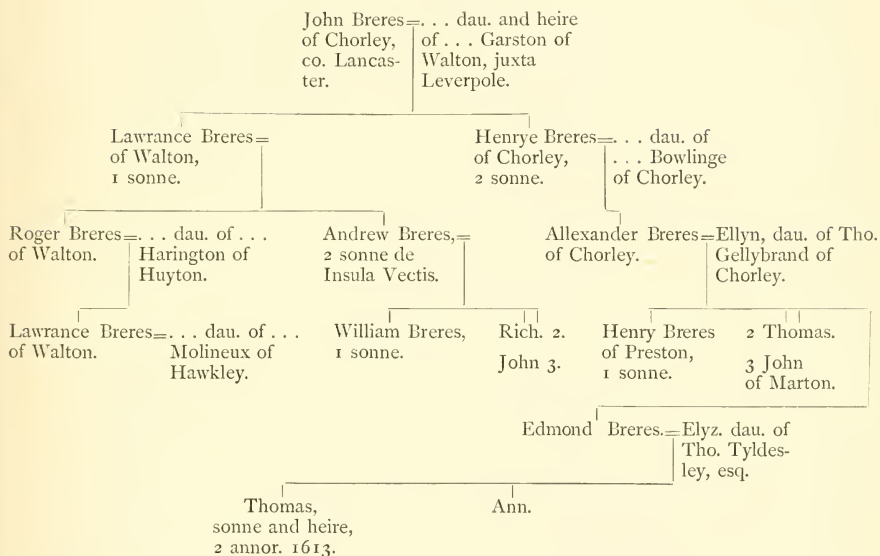 John Breres=. . . dau. and heire
of Chorley,
co. Lancas-
ter.
of . . . Garston of
Walton, juxta
Leverpole.
Lawrance Breres=
of Walton,
1 sonne.
Henrye Breres=. . . dau. of
of Chorley,
2 sonne.
. . . Bowlinge
of Chorley.
Roger Breres=. . . dau. of . . .
of Walton.
Harington of
Huyton.
Andrew Breres,=
2 sonne de
Insula Vectis.
Allexander Breres=Ellyn, dau. of Tho.
of Chorley.
Gellybrand of
Chorley.
Lawrance Breres=. . . dau. of . . .
of Walton.
Molineux of
Hawkley.
William Breres,
1 sonne.
Rich. 2.
John 3.
Henry Breres
of Preston,
1 sonne.
2 Thomas.
3 John
of Marton.
Edmond Breres.=Elyz. dau. of
Tho. Tyldes-
ley, esq.
Thomas,
sonne and heire,
2 annor. 1613.
Ann.